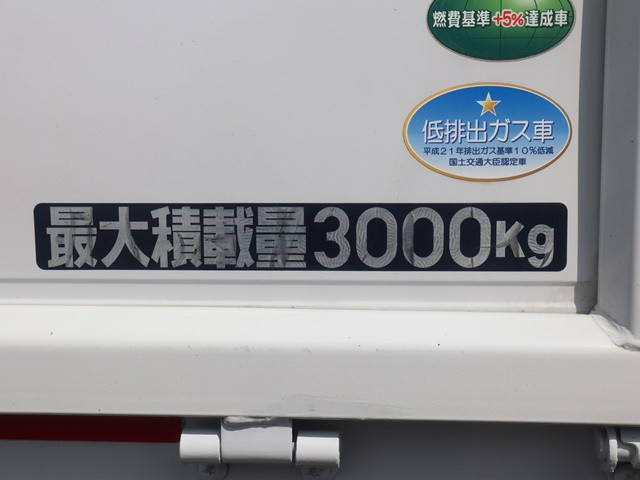 燃費基準+5%達成車
低排出ガス車
平成21年排出ガス基準10%低減
国土交通大臣認定車
最大積載量3000Kg